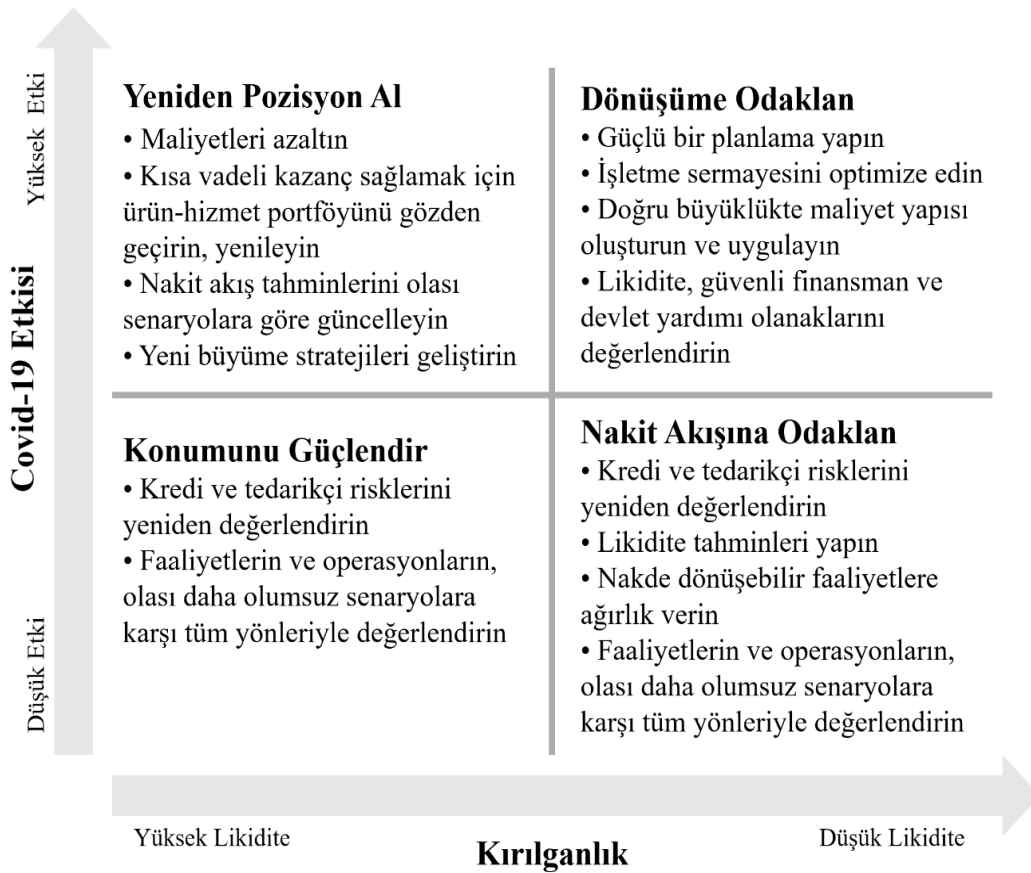 Yüksek Etki
Covid-19 Etkisi
Düşük Etki
Yeniden Pozisyon Al
• Maliyetleri azaltın
• Kısa vadeli kazanç sağlamak için
ürün-hizmet portföyünü gözden
geçirin, yenileyin
• Nakit akış tahminlerini olası
senaryolara göre güncelleyin
• Yeni büyüme stratejileri geliştirin
Dönüşüme Odaklan
• Güçlü bir planlama yapın
• İşletme sermayesini optimize edin
• Doğru büyüklükte maliyet yapısı
oluşturun ve uygulayın
• Likidite, güvenli finansman ve
devlet yardımı olanaklarını
değerlendirin
Konumunu Güçlendir
• Kredi ve tedarikçi risklerini
yeniden değerlendirin
• Faaliyetlerin ve operasyonların,
olası daha olumsuz senaryolara
karşı tüm yönleriyle değerlendirin
Nakit Akışına Odaklan
• Kredi ve tedarikçi risklerini
yeniden değerlendirin
• Likidite tahminleri yapın
• Nakde dönüşebilir faaliyetlere
ağırlık verin
• Faaliyetlerin ve operasyonların,
olası daha olumsuz senaryolara
karşı tüm yönleriyle değerlendirin
Yüksek Likidite
Kırılganlık
Düşük Likidite